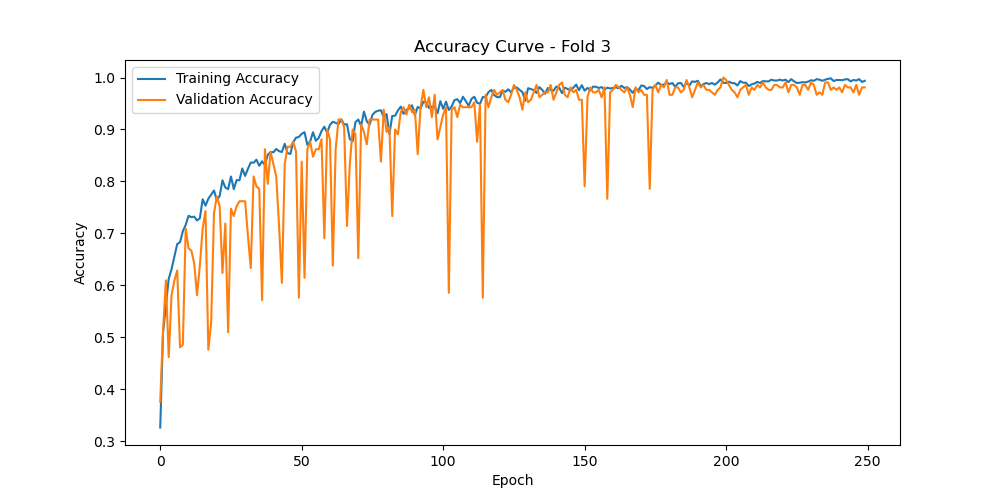 Accuracy Curve - Fold 3
Training Accuracy
Validation Accuracy
Accuracy
1.0
0.9
0.8
0.7
0.6
0.5
0.4
0.3
0 50 100 150 200 250
Epoch